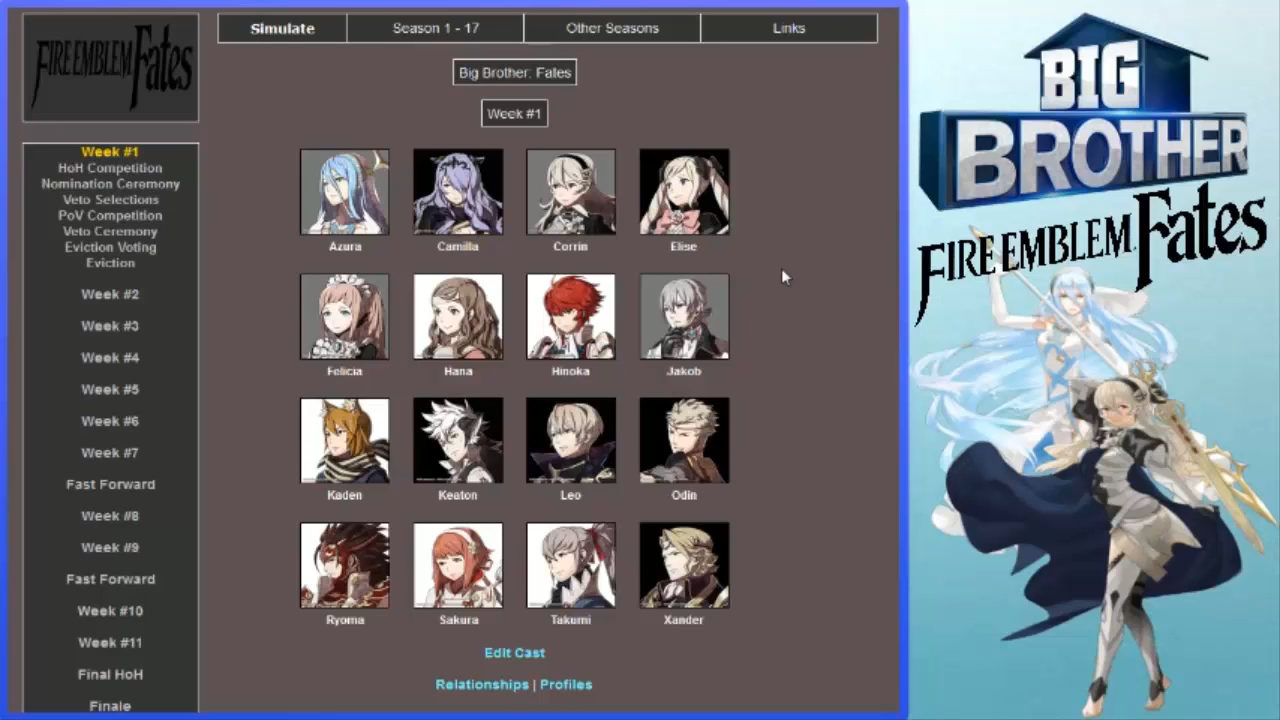 FIRE EMBLEM Fates
Simulate
Season 1 - 17
Other Seasons
Links
Big Brother: Fates
Week #1
Week #1
HoH Competition
Nomination Ceremony
Veto Selections
PoV Competition
Veto Ceremony
Eviction Voting
Eviction
Week #2
Week #3
Week #4
Week #5
Week #6
Week #7
Fast Forward
Week #8
Week #9
Fast Forward
Week #10
Week #11
Final HoH
Finale
Azura
Camilla
Corrin
Elise
Felicia
Hana
Hinoka
Jakob
Kaden
Keaton
Leo
Odin
Ryoma
Sakura
Takumi
Xander
Edit Cast
Relationships | Profiles
BIG
BROTHER
FIRE EMBLEM Fates